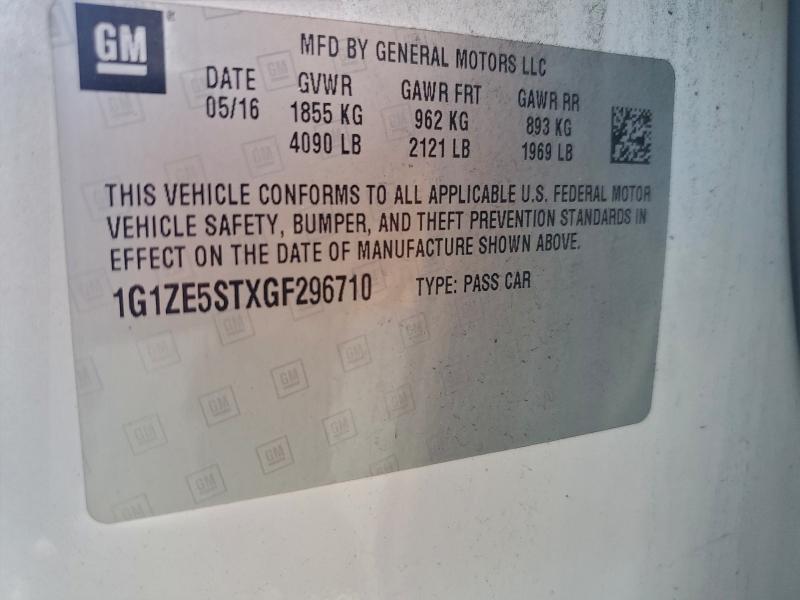 GM
MFD BY GENERAL MOTORS LLC
DATE GVWR GAWR FRT GAWR RR
05/16 1855 KG 962 KG 893 KG
4090 LB 2121 LB 1969 LB
THIS VEHICLE CONFORMS TO ALL APPLICABLE U.S. FEDERAL MOTOR
VEHICLE SAFETY, BUMPER, AND THEFT PREVENTION STANDARDS IN
EFFECT ON THE DATE OF MANUFACTURE SHOWN ABOVE.
1G1ZE5STXGF296710 TYPE: PASS CAR